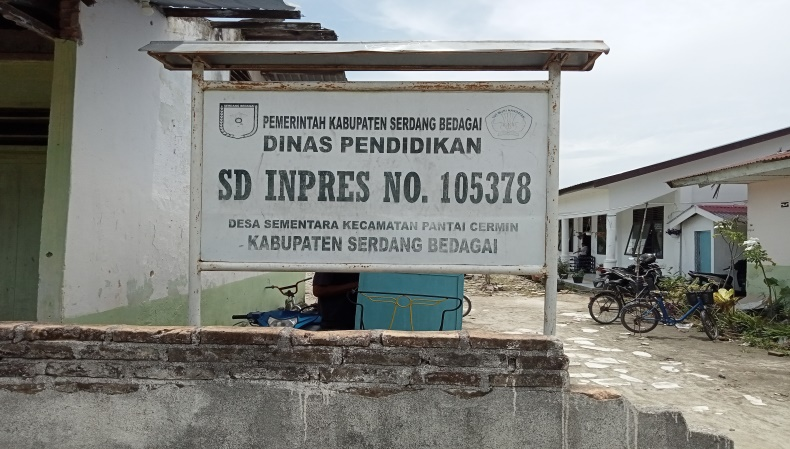 PEMERINTAH KABUPATEN SERDANG BEDAGAI
DINAS PENDIDIKAN
SD INPRES NO. 105378
DESA SEMENTARA KECAMATAN PANTAI CERMIN
KABUPATEN SERDANG BEDAGAI